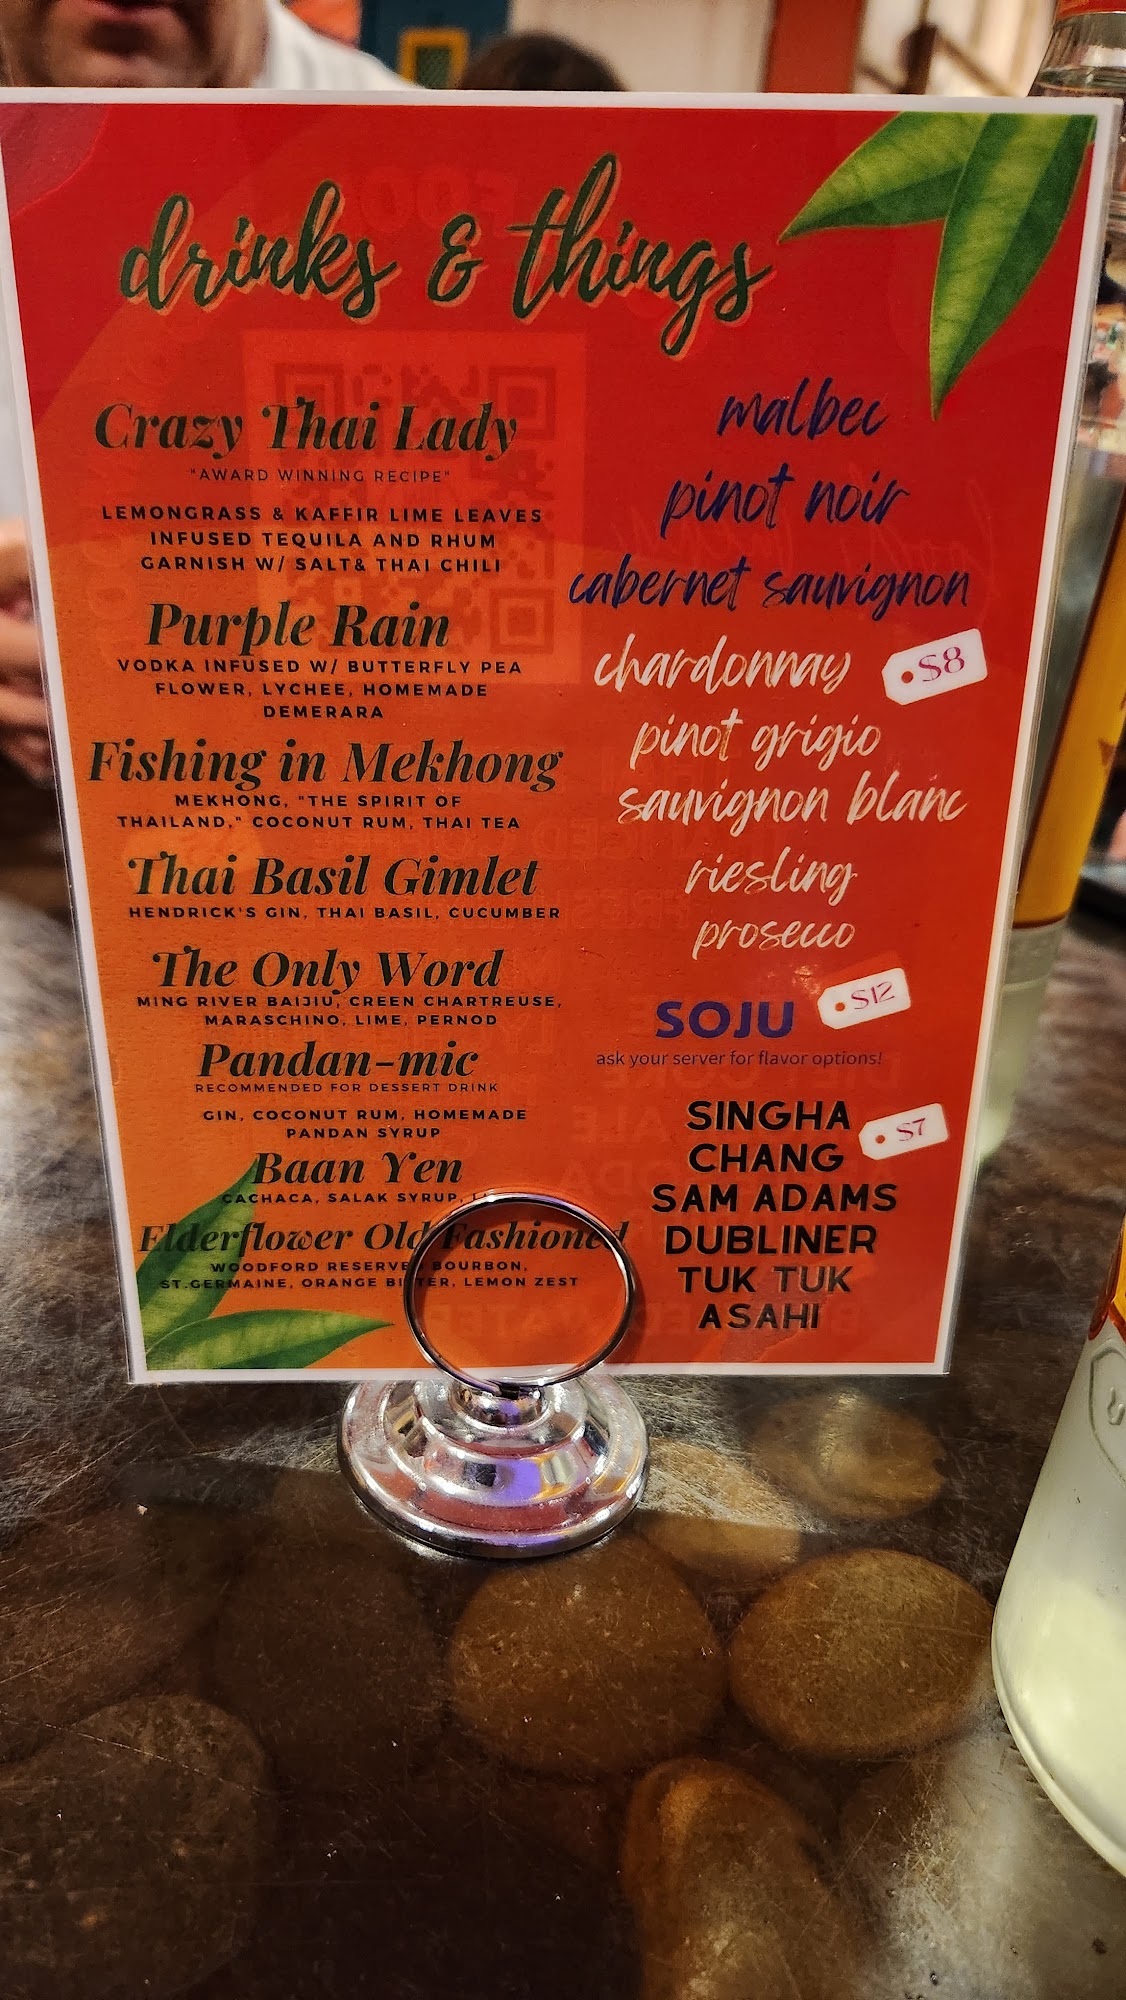 drinks & things
Crazy Thai Lady
"AWARD WINNING RECIPE"
LEMONGRASS & KAFFIR LIME LEAVES
INFUSED TEQUILA AND RHUM
GARNISH W/ SALT& THAI CHILI
Purple Rain
VODKA INFUSED W/ BUTTERFLY PEA
FLOWER, LYCHEE, HOMEMADE
DEMERARA
Fishing in Mekhong
MEKHONG, "THE SPIRIT OF
THAILAND," COCONUT RUM, THAI TEA
Thai Basil Gimlet
HENDRICK'S GIN, THAI BASIL, CUCUMBER
The Only Word
MING RIVER BAIJIU, GREEN CHARTREUSE,
MARASCHINO, LIME, PERNOD
Pandan-mic
RECOMMENDED FOR DESSERT DRINK
GIN, COCONUT RUM, HOMEMADE
PANDAN SYRUP
Baan Yen
CACHACA, SALAK SYRUP,
Elderflower Old Fashioned
WOODFORD RESERVE BOURBON,
ST.GERMAINE, ORANGE BITTER, LEMON ZEST
malbec
pinot noir
cabernet sauvignon
chardonnay $8
pinot grigio
sauvignon blanc
riesling
prosecco
SOJU $12
ask your server for flavor options!
SINGHA
CHANG $7
SAM ADAMS
DUBLINER
TUK TUK
ASAHI